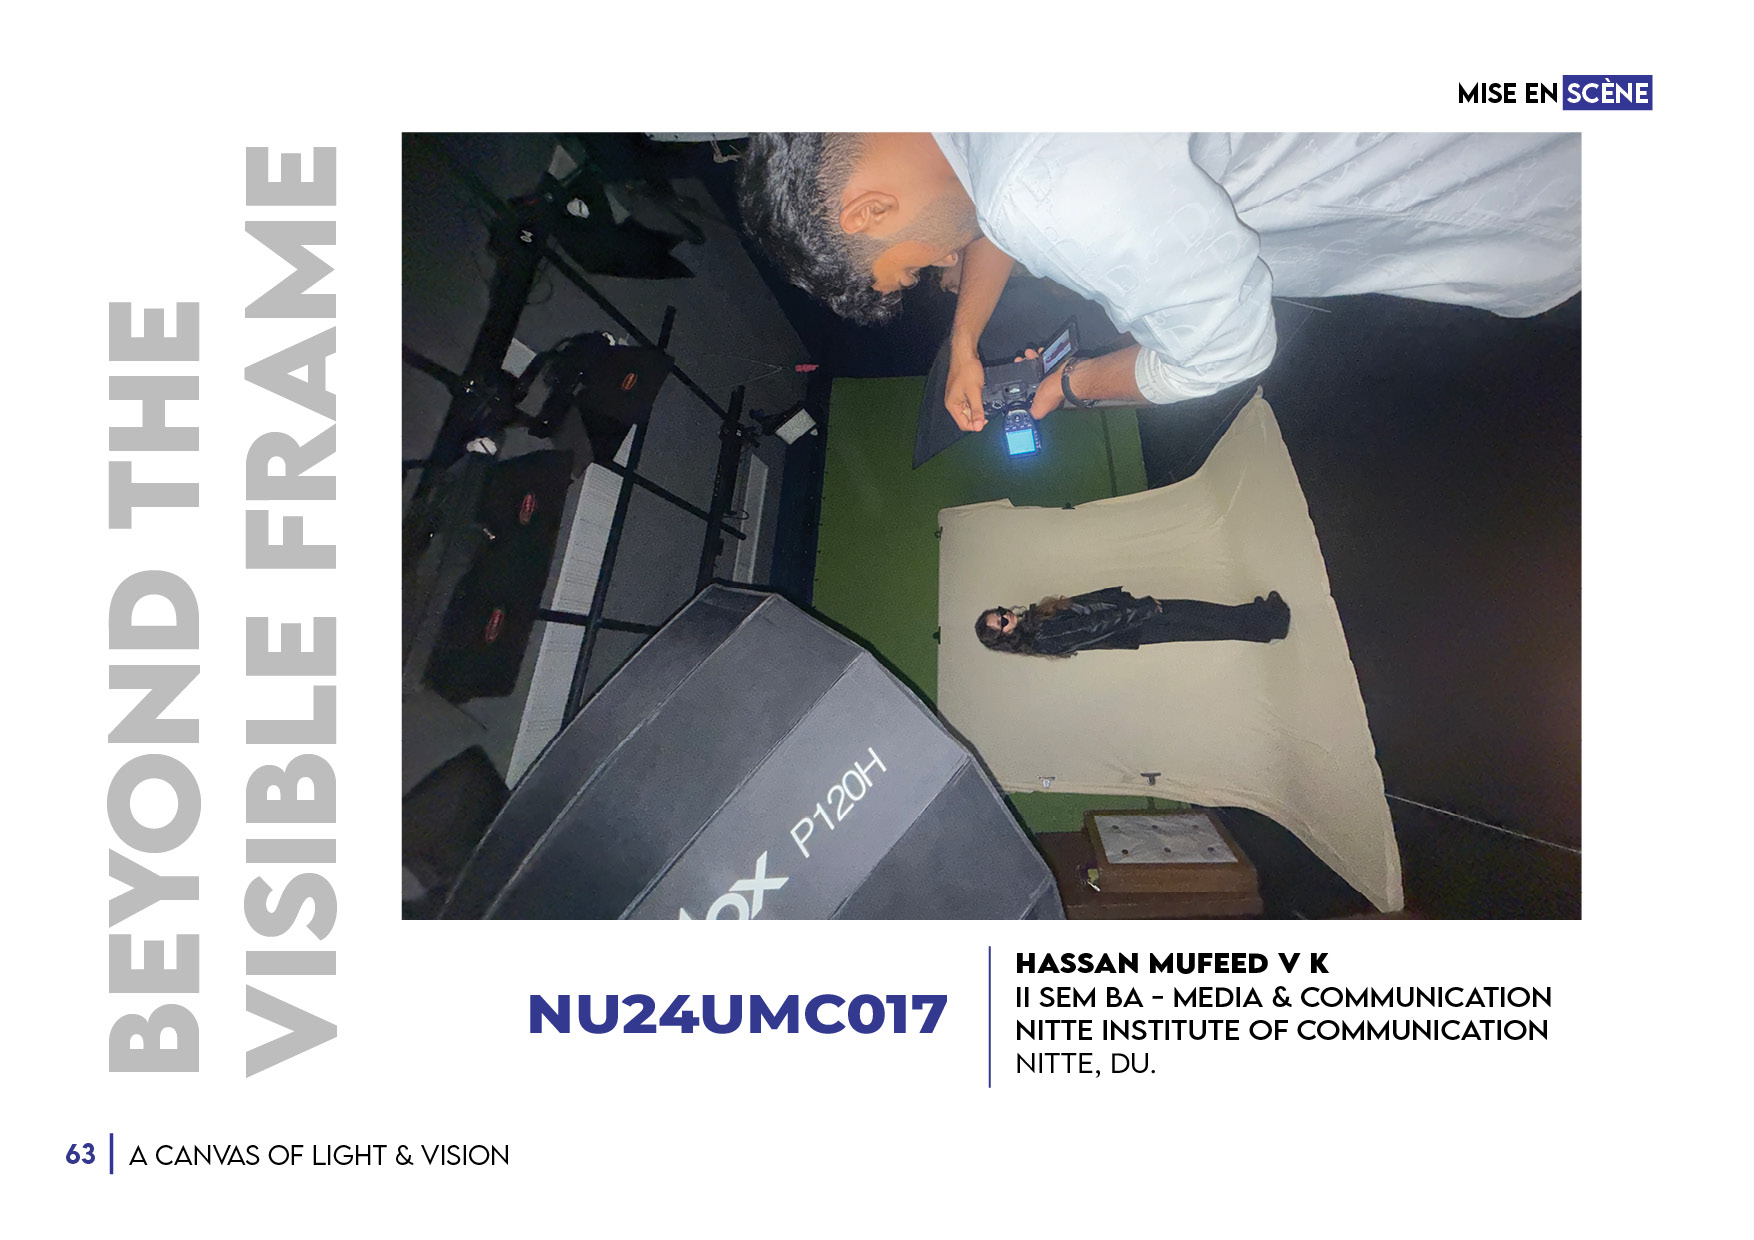 MISE EN SCÈNE
BEYOND THE
VISIBLE FRAME
OX P120H
NU24UMC017
HASSAN MUFEED V K
II SEM BA - MEDIA & COMMUNICATION
NITTE INSTITUTE OF COMMUNICATION
NITTE, DU.
63 | A CANVAS OF LIGHT & VISION